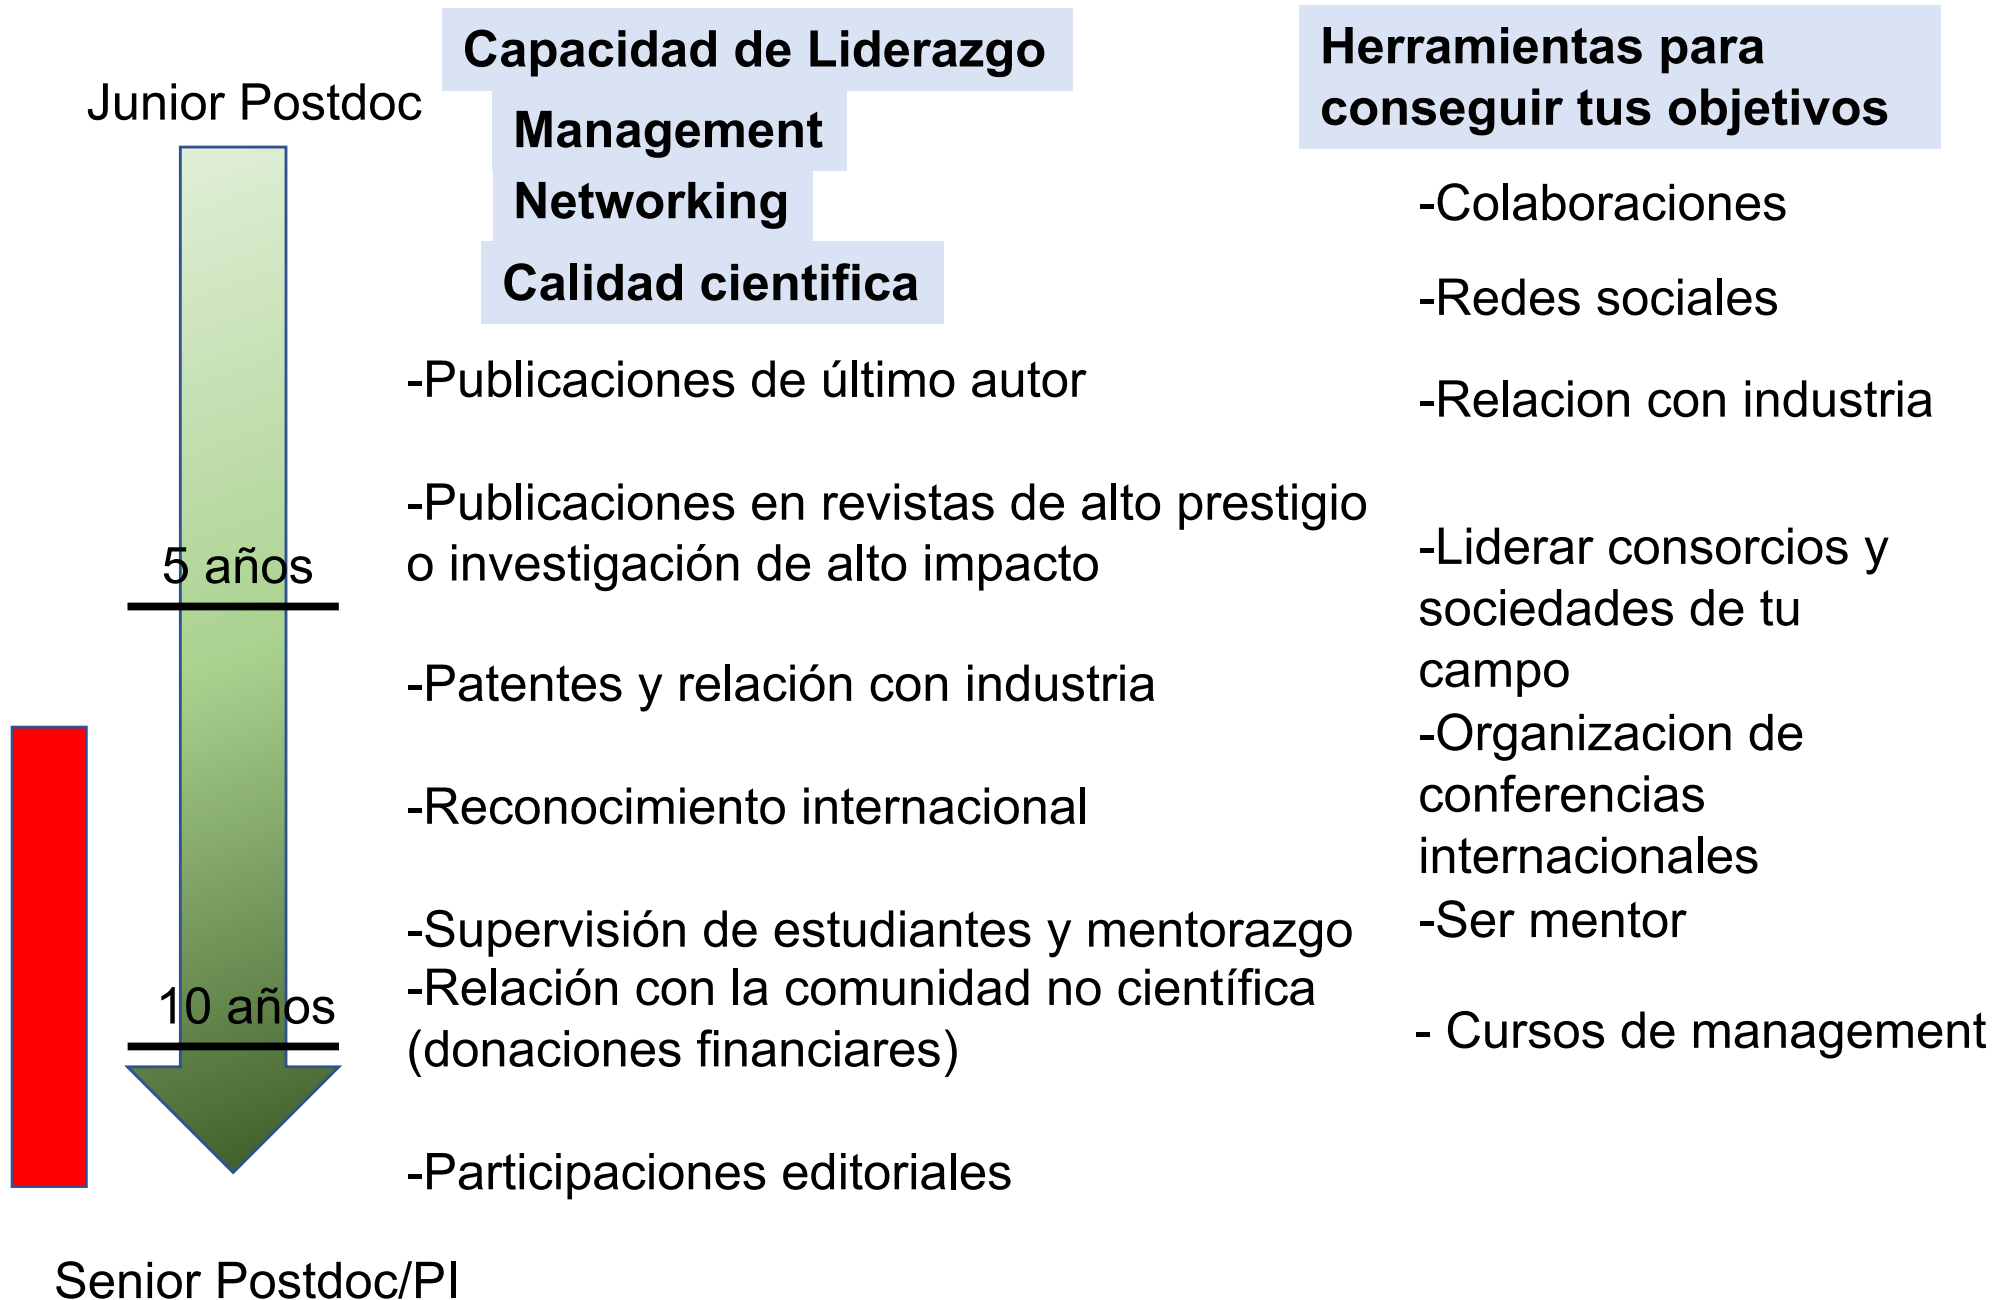 Junior Postdoc
5 años
10 años
Senior Postdoc/PI
Capacidad de Liderazgo
Management
Networking
Calidad cientifica
-Publicaciones de último autor
-Publicaciones en revistas de alto prestigio
o investigación de alto impacto
-Patentes y relación con industria
-Reconocimiento internacional
-Supervisión de estudiantes y mentorazgo
-Relación con la comunidad no científica
(donaciones financiares)
-Participaciones editoriales
Herramientas para
conseguir tus objetivos
-Colaboraciones
-Redes sociales
-Relacion con industria
-Liderar consorcios y
sociedades de tu
campo
-Organizacion de
conferencias
internacionales
-Ser mentor
- Cursos de management